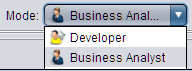 Mode: Business Anal...
Developer
Business Analyst